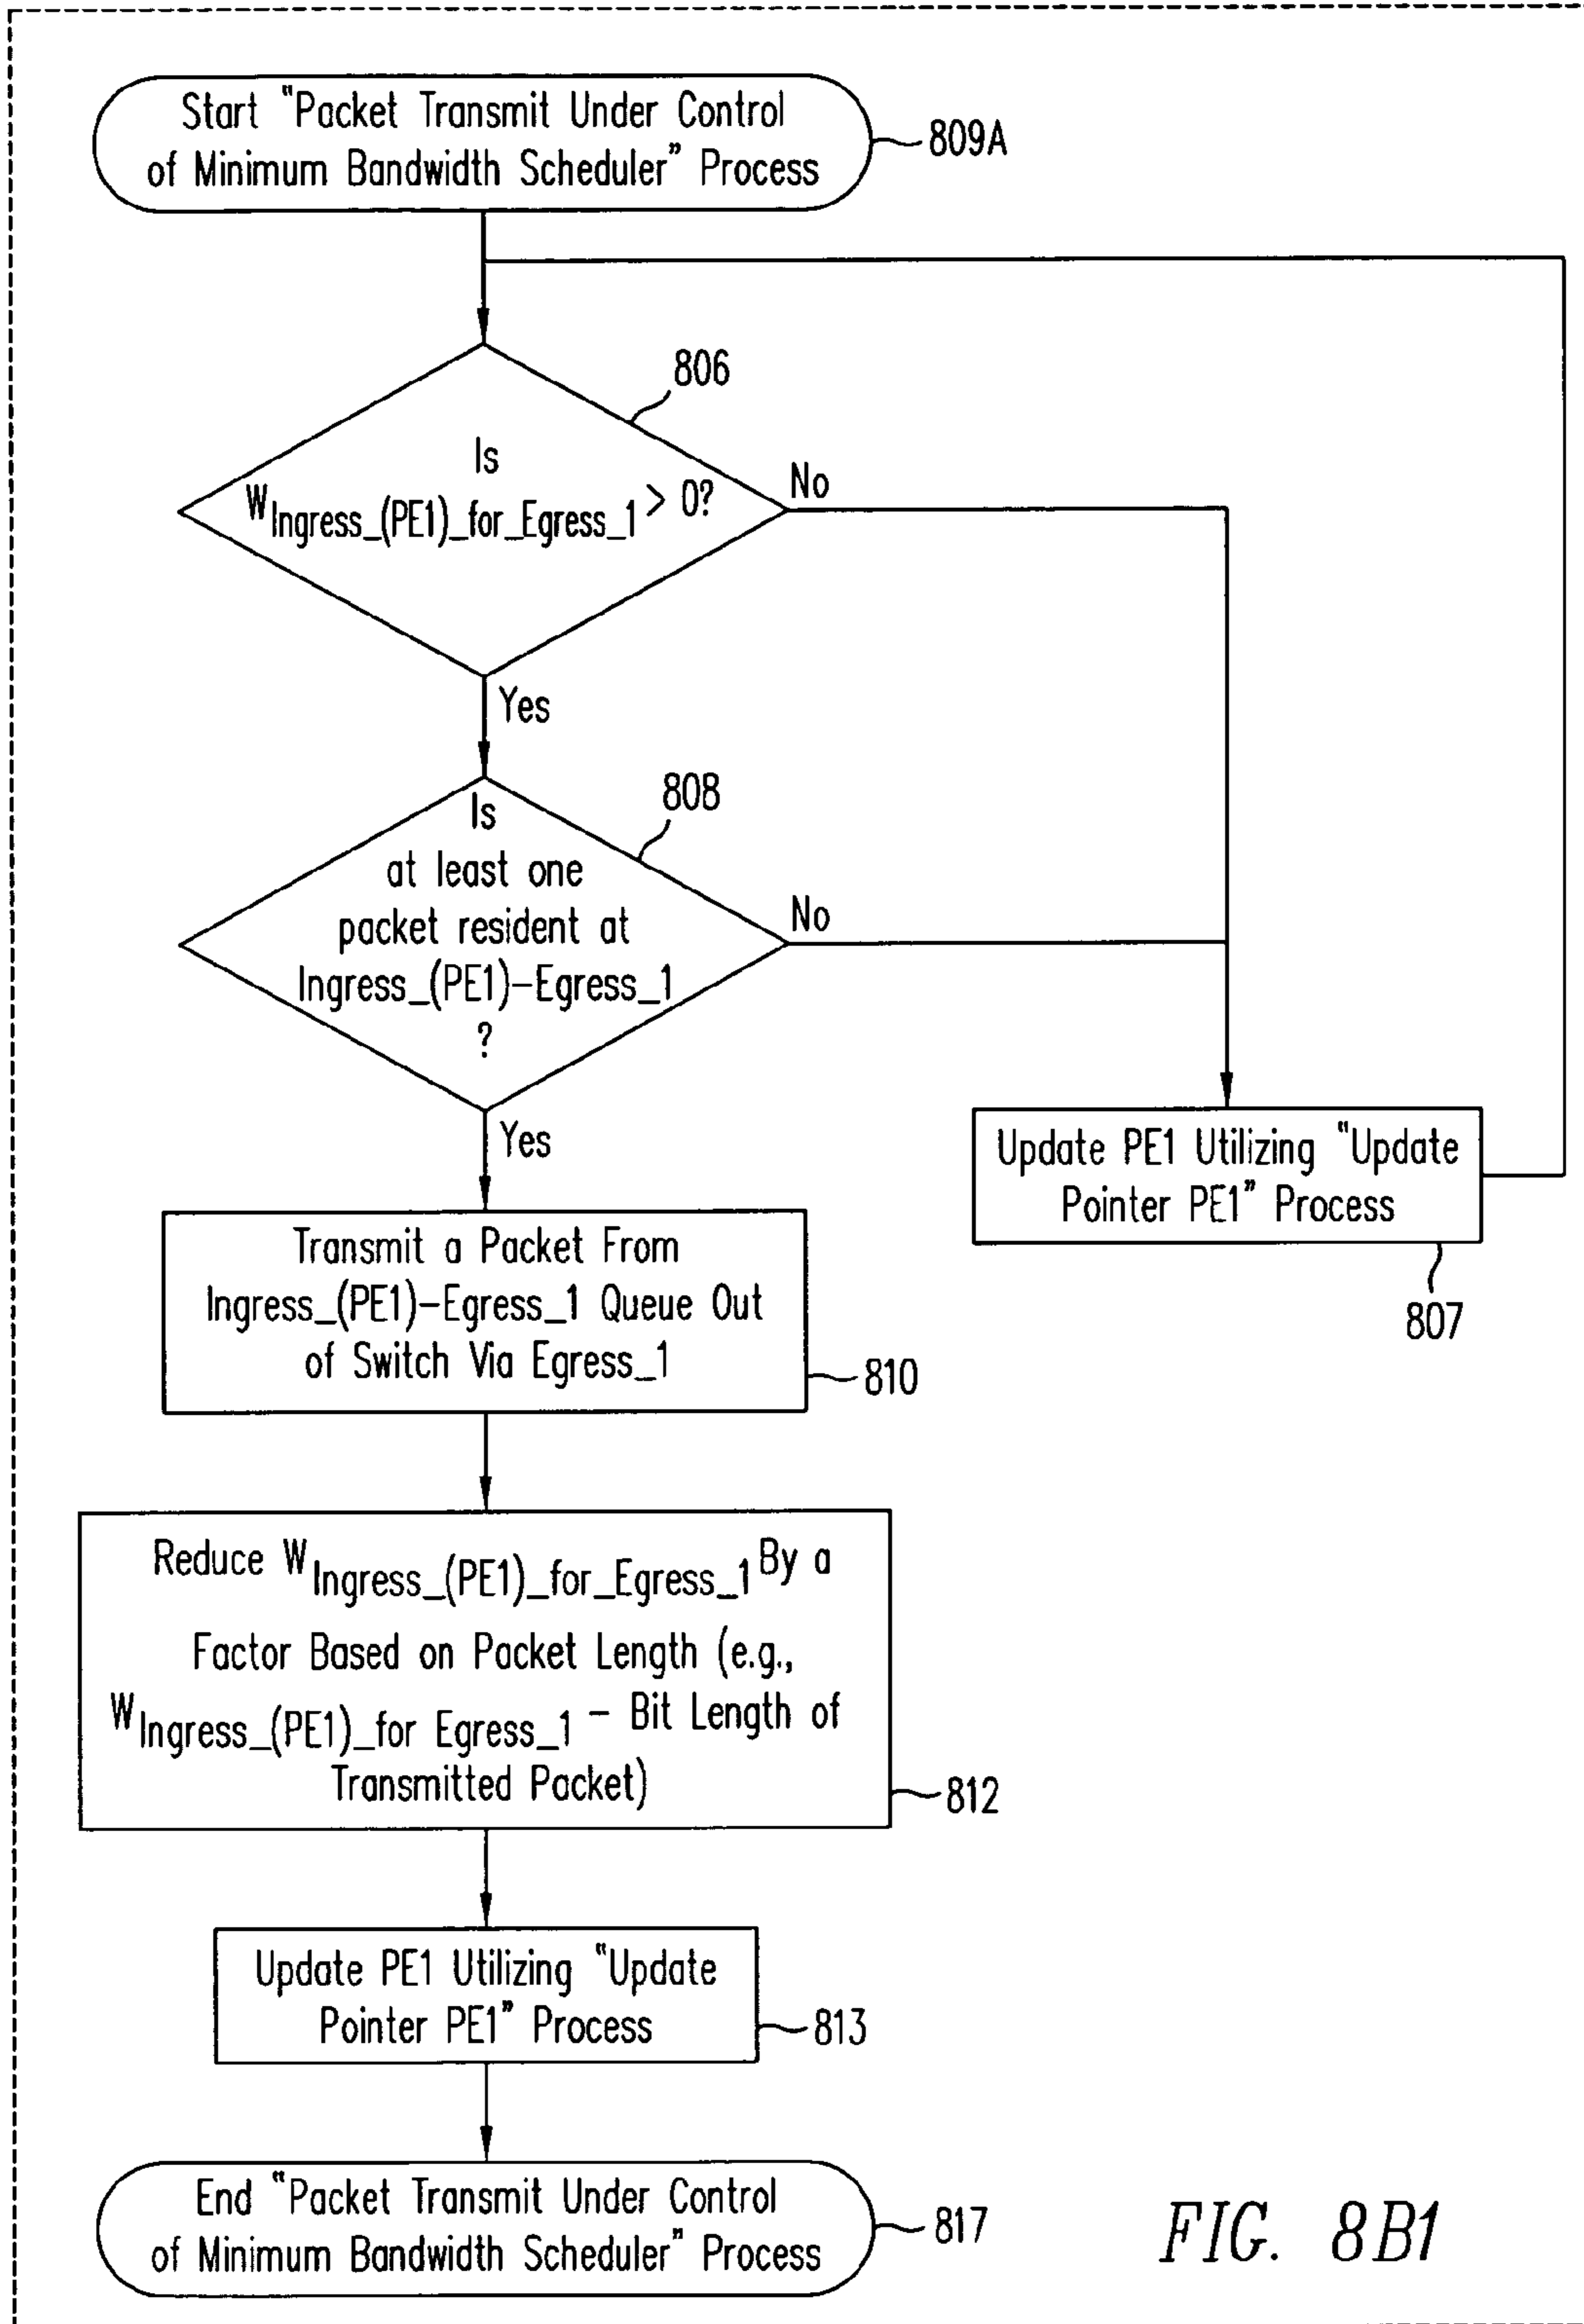 Start "Packet Transmit Under Control
of Minimum Bandwidth Scheduler" Process
809A
806
Is
WIngress_(PE1)_for_Egress_1 > 0?
No
Yes
808
Is
at least one
packet resident at
Ingress_(PE1)-Egress_1
?
No
Yes
Update PE1 Utilizing "Update
Pointer PE1" Process
807
Transmit a Packet From
Ingress_(PE1)-Egress_1 Queue Out
of Switch Via Egress_1
810
Reduce WIngress_(PE1)_for_Egress_1 By a
Factor Based on Packet Length (e.g.,
WIngress_(PE1)_for Egress_1 - Bit Length of
Transmitted Packet)
812
Update PE1 Utilizing "Update
Pointer PE1" Process
813
End "Packet Transmit Under Control
of Minimum Bandwidth Scheduler" Process
817
FIG. 8B1